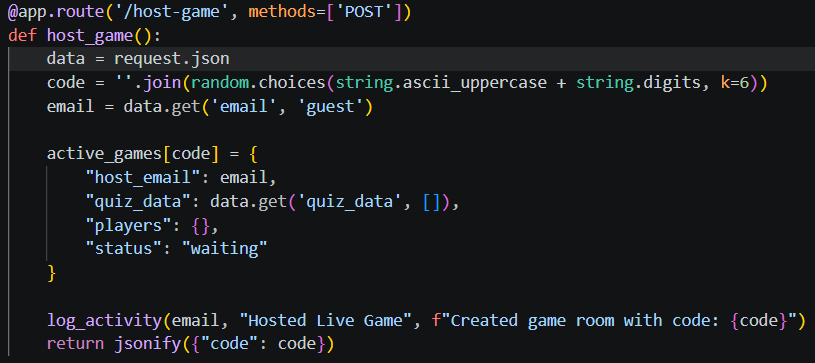 @app.route('/host-game', methods=['POST'])
def host_game():
    data = request.json
    code = ''.join(random.choices(string.ascii_uppercase + string.digits, k=6))
    email = data.get('email', 'guest')

    active_games[code] = {
        "host_email": email,
        "quiz_data": data.get('quiz_data', []),
        "players": {},
        "status": "waiting"
    }

    log_activity(email, "Hosted Live Game", f"Created game room with code: {code}")
    return jsonify({"code": code})